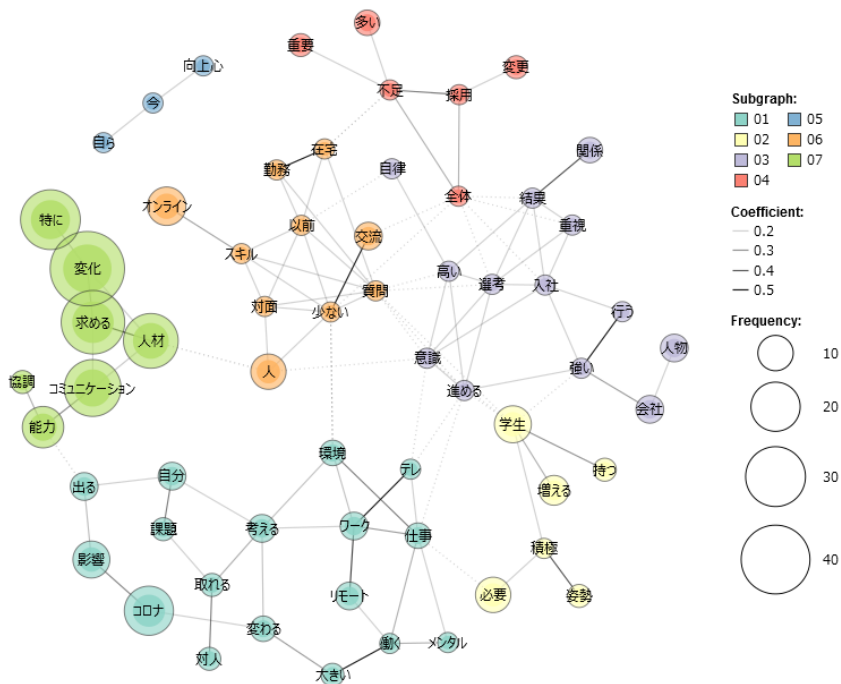 多い
重要
向上心
変更
不足
採用
今
自ら
在宅
関係
勤務
自律
全体
結果
オンライン
特に
以前
交流
重視
スキル
変化
高い
選考
入社
質問
対面
少ない
行う
求める
人材
人物
意識
強い
協調
コミュニケーション
人
進める
会社
能力
学生
環境
テレ
持つ
出る
自分
増える
課題
考える
ワーク
仕事
積極
影響
取れる
リモート
必要
姿勢
コロナ
変わる
働く
メンタル
対人
大きい
Subgraph:
01 05
02 06
03 07
04
Coefficient:
0.2
0.3
0.4
0.5
Frequency:
10
20
30
40